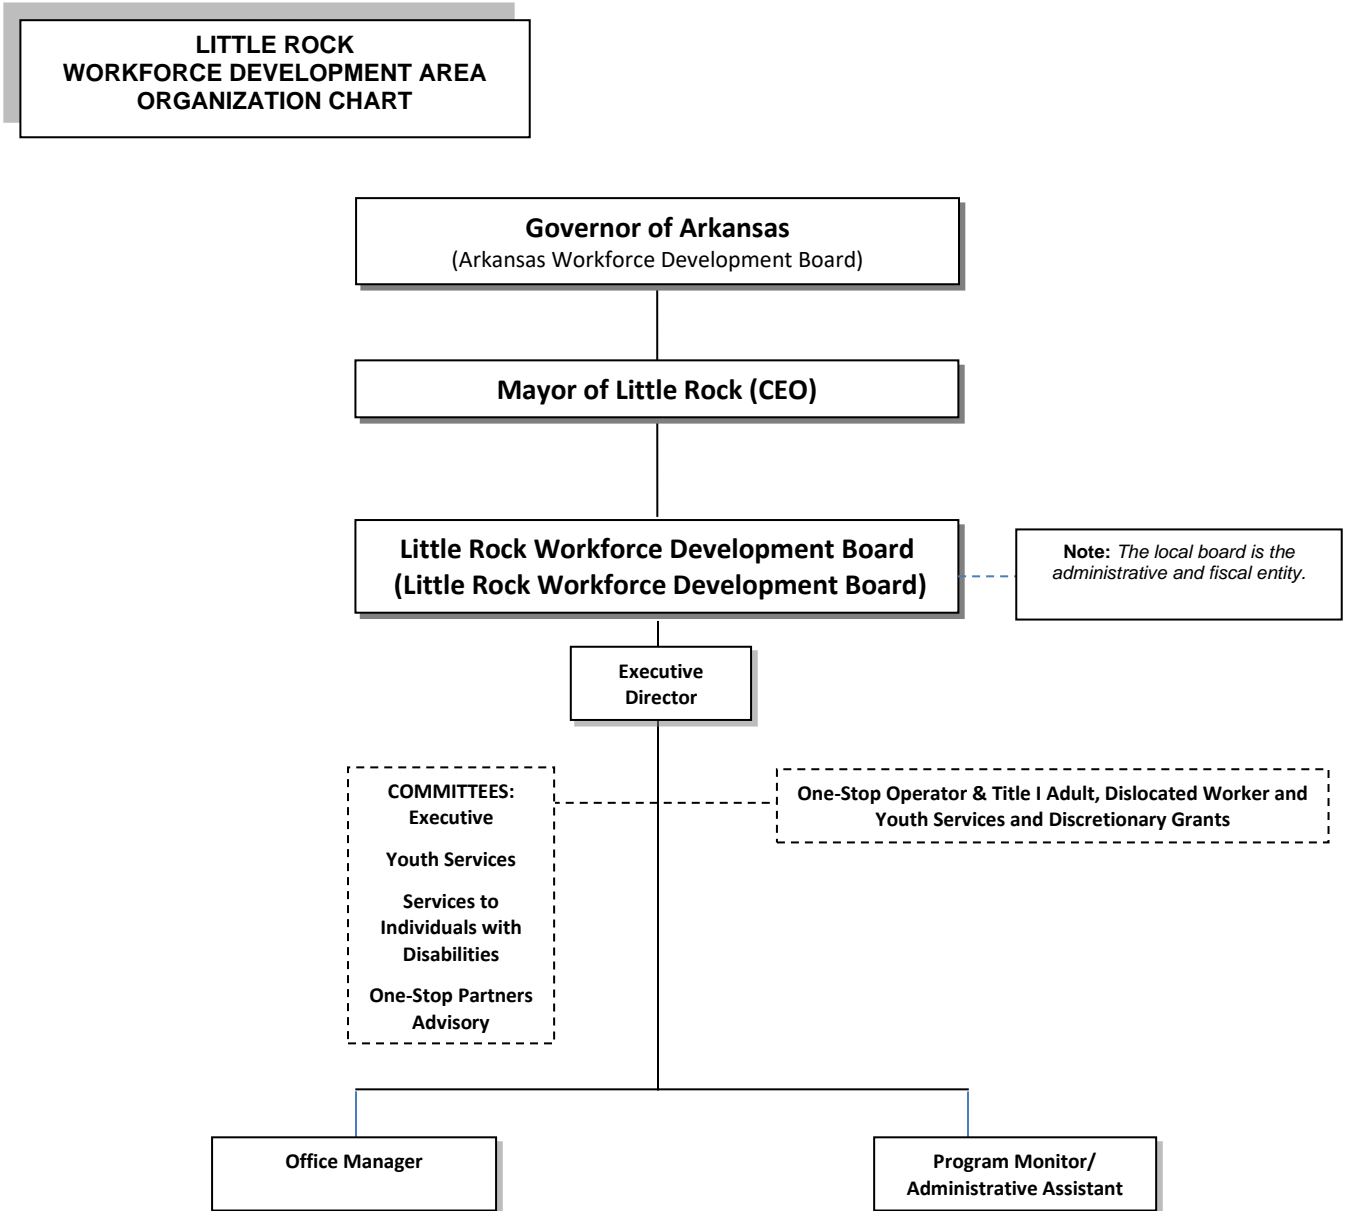 LITTLE ROCK
WORKFORCE DEVELOPMENT AREA
ORGANIZATION CHART
Governor of Arkansas
(Arkansas Workforce Development Board)
Mayor of Little Rock (CEO)
Little Rock Workforce Development Board
(Little Rock Workforce Development Board)
Note: The local board is the
administrative and fiscal entity.
Executive
Director
COMMITTEES:
Executive
Youth Services
Services to
Individuals with
Disabilities
One-Stop Partners
Advisory
One-Stop Operator & Title I Adult, Dislocated Worker and
Youth Services and Discretionary Grants
Office Manager
Program Monitor/
Administrative Assistant